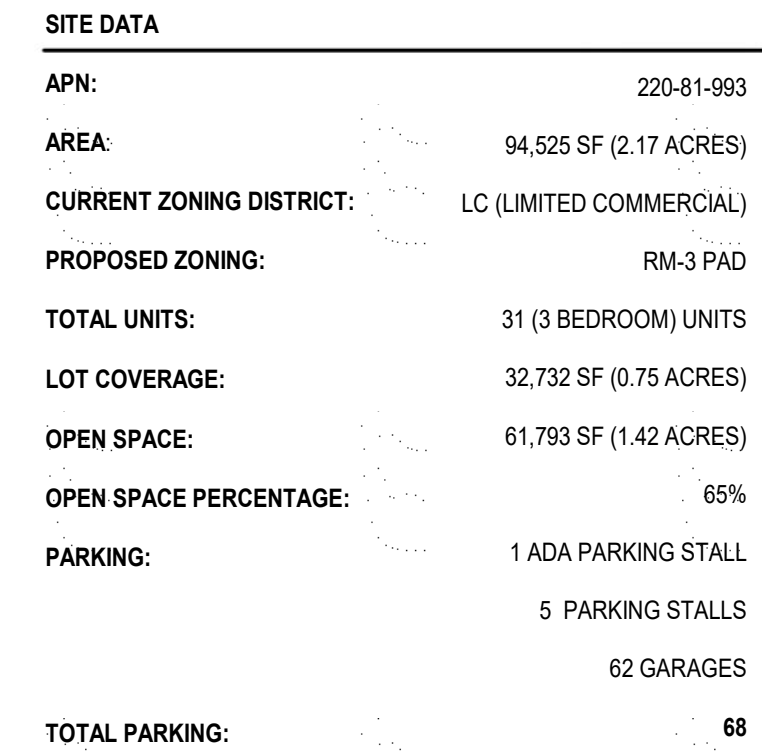 SITE DATA
APN: 220-81-993
AREA: 94,525 SF (2.17 ACRES)
CURRENT ZONING DISTRICT: LC (LIMITED COMMERCIAL)
PROPOSED ZONING: RM-3 PAD
TOTAL UNITS: 31 (3 BEDROOM) UNITS
LOT COVERAGE: 32,732 SF (0.75 ACRES)
OPEN SPACE: 61,793 SF (1.42 ACRES)
OPEN SPACE PERCENTAGE: 65%
PARKING: 1 ADA PARKING STALL
5 PARKING STALLS
62 GARAGES
TOTAL PARKING: 68